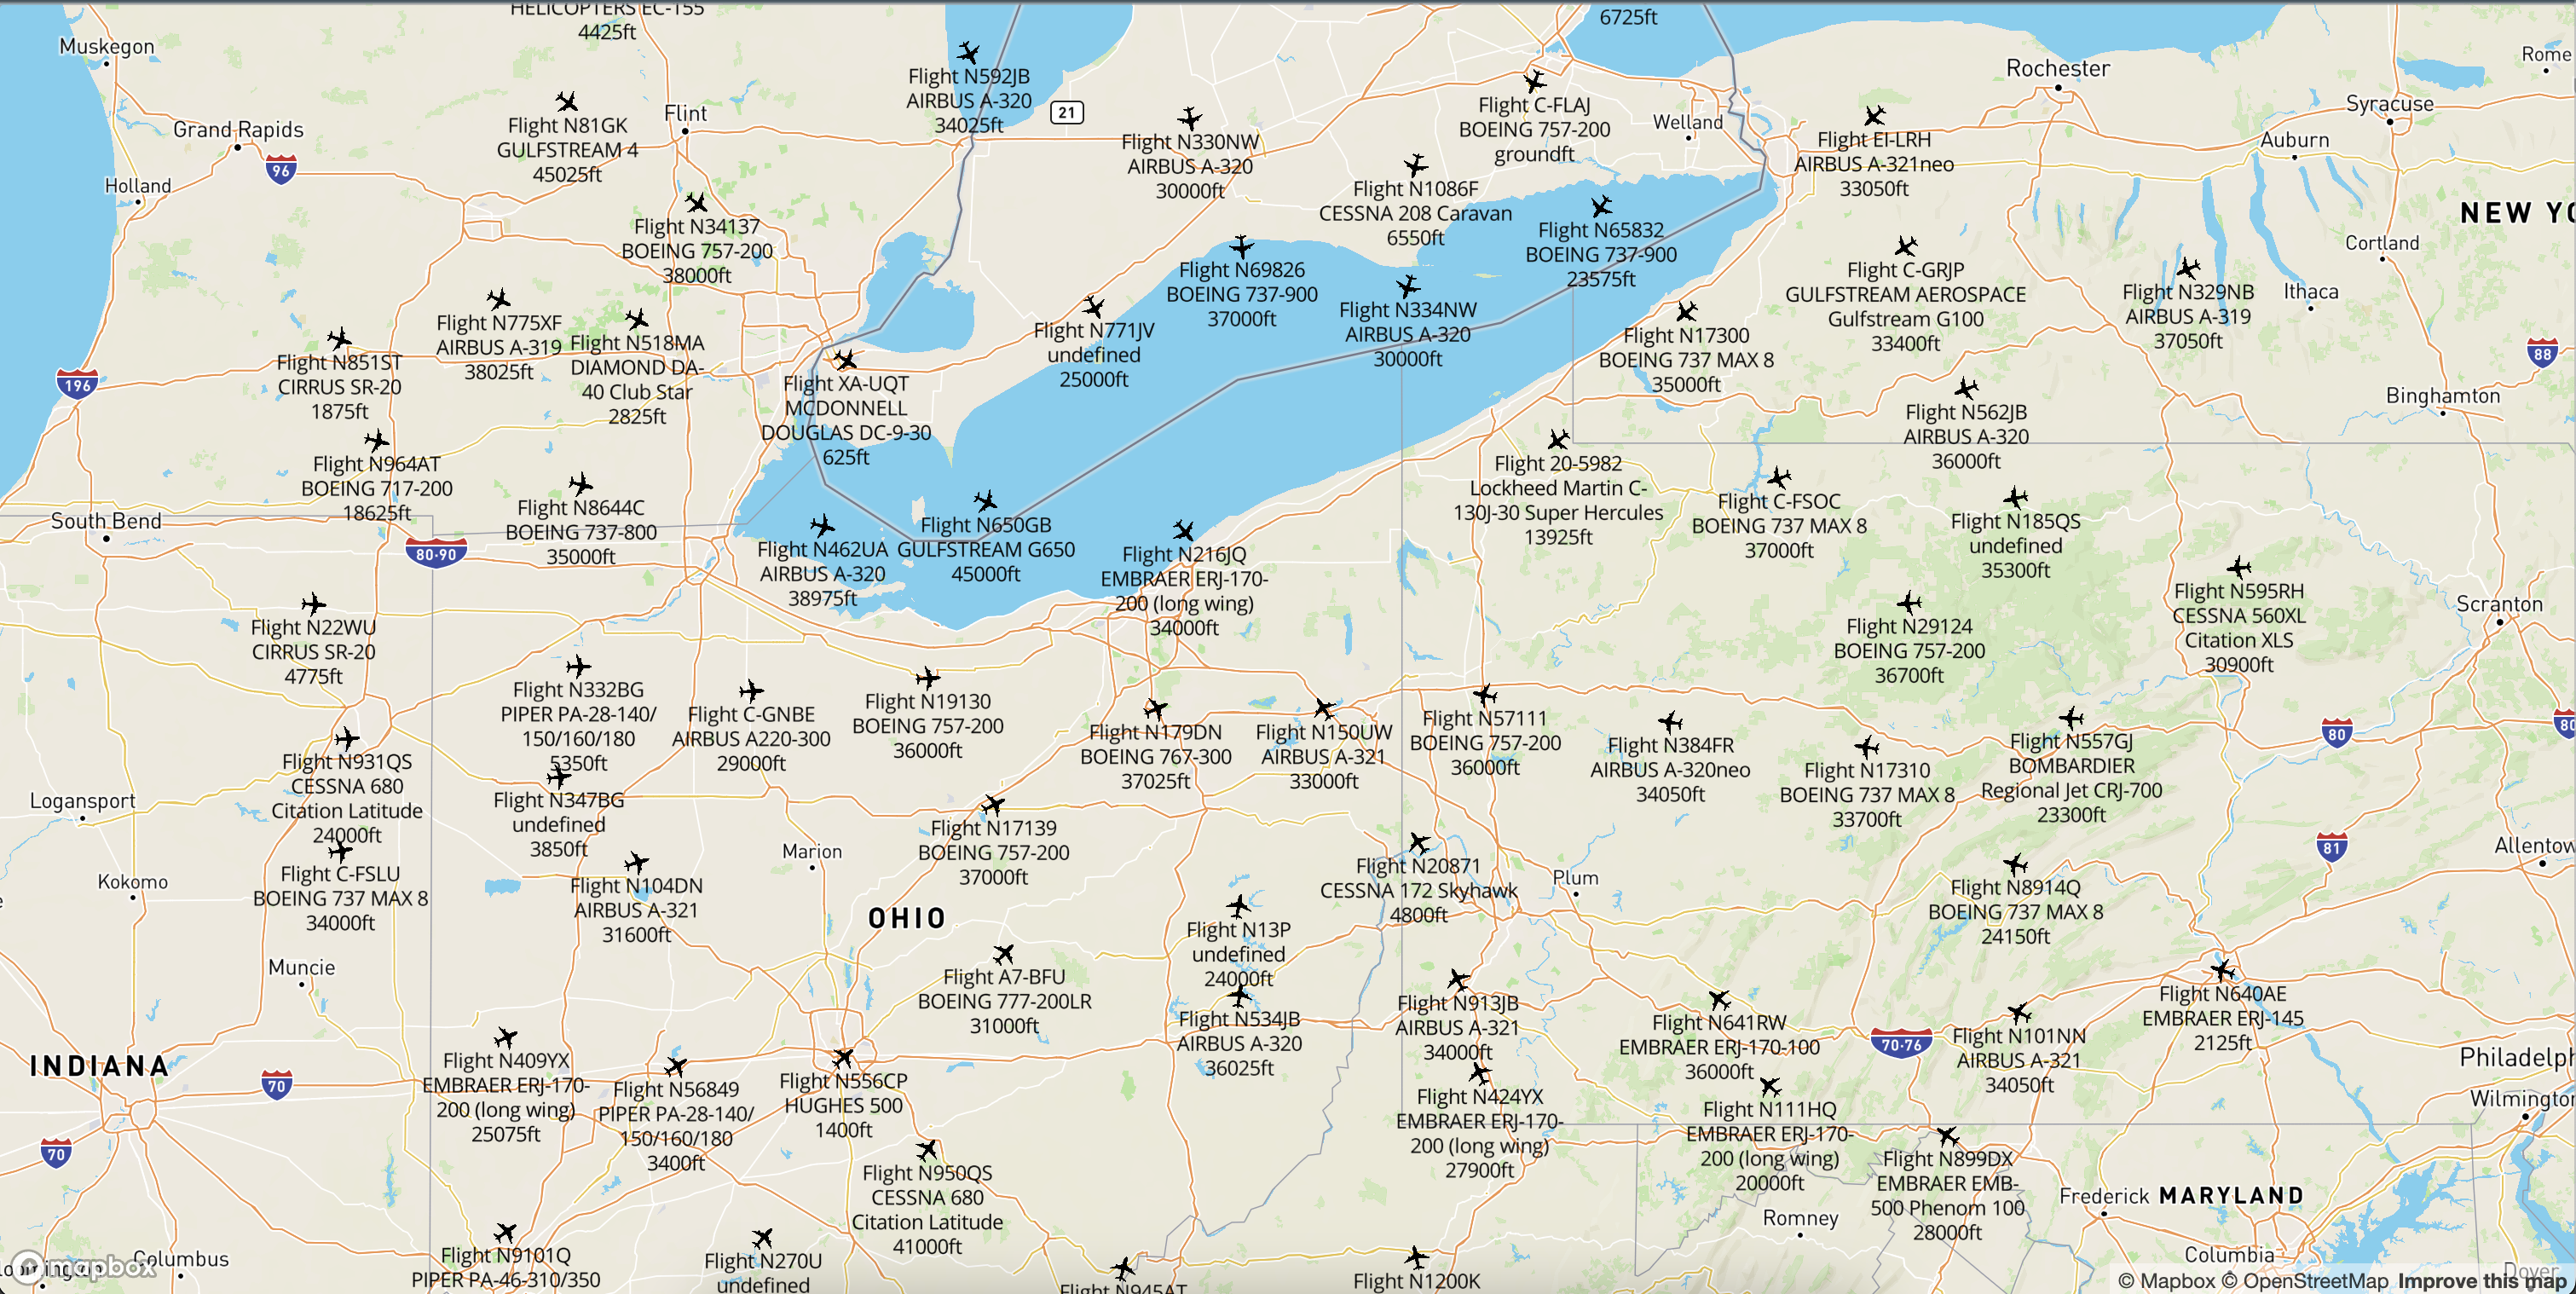 HELICOPTERS EC-155
4425ft
6725ft
Muskegon
Rome
Rochester
Flight N592JB
AIRBUS A-320
34025ft
Flight C-FLAJ
BOEING 757-200
groundft
Syracuse
Flint
21
Flight N81GK
GULFSTREAM 4
45025ft
Grand Rapids
96
Welland
Flight N330NW
AIRBUS A-320
30000ft
Flight EI-LRH
AIRBUS A-321neo
33050ft
Auburn
Holland
Flight N1086F
CESSNA 208 Caravan
6550ft
NEW YO
Flight N34137
BOEING 757-200
38000ft
Flight N65832
BOEING 737-900
23575ft
Cortland
Flight N69826
BOEING 737-900
37000ft
Flight C-GRJP
GULFSTREAM AEROSPACE
Gulfstream G100
33400ft
Flight N329NB
AIRBUS A-319
37050ft
Ithaca
Flight N334NW
AIRBUS A-320
30000ft
Flight N775XF
AIRBUS A-319
38025ft
Flight N771JV
undefined
25000ft
Flight N17300
BOEING 737 MAX 8
35000ft
Flight N518MA
DIAMOND DA-
40 Club Star
2825ft
88
Flight N851ST
CIRRUS SR-20
1875ft
196
Flight XA-UQT
MCDONNELL
DOUGLAS DC-9-30
625ft
Binghamton
Flight N562JB
AIRBUS A-320
36000ft
Flight N964AT
BOEING 717-200
18625ft
Flight 20-5982
Lockheed Martin C-
130J-30 Super Hercules
13925ft
Flight C-FSOC
BOEING 737 MAX 8
37000ft
South Bend
Flight N8644C
BOEING 737-800
35000ft
Flight N185QS
undefined
35300ft
Flight N650GB
GULFSTREAM G650
45000ft
80-90
Flight N462UA
AIRBUS A-320
38975ft
Flight N216JQ
EMBRAER ERJ-170-
200 (long wing)
34000ft
Flight N595RH
CESSNA 560XL
Citation XLS
30900ft
Scranton
Flight N22WU
CIRRUS SR-20
4775ft
Flight N29124
BOEING 757-200
36700ft
Flight N332BG
PIPER PA-28-140/
150/160/180
5350ft
Flight C-GNBE
AIRBUS A220-300
29000ft
Flight N19130
BOEING 757-200
36000ft
Flight N179DN
BOEING 767-300
37025ft
Flight N150UW
AIRBUS A-321
33000ft
Flight N57111
BOEING 757-200
36000ft
80
80
Flight N384FR
AIRBUS A-320neo
34050ft
Flight N557GJ
BOMBARDIER
Regional Jet CRJ-700
23300ft
Flight N931QS
CESSNA 680
Citation Latitude
24000ft
Flight N17310
BOEING 737 MAX 8
33700ft
Logansport
Flight N347BG
undefined
3850ft
Flight N17139
BOEING 757-200
37000ft
Marion
81
Allentow
Flight N20871
CESSNA 172 Skyhawk
4800ft
Flight C-FSLU
BOEING 737 MAX 8
34000ft
Plum
Kokomo
Flight N104DN
AIRBUS A-321
31600ft
Flight N8914Q
BOEING 737 MAX 8
24150ft
OHIO
Flight N13P
undefined
24000ft
Muncie
Flight A7-BFU
BOEING 777-200LR
31000ft
Flight N640AE
EMBRAER ERJ-145
2125ft
Flight N913JB
AIRBUS A-321
34000ft
Flight N534JB
AIRBUS A-320
36025ft
Flight N641RW
EMBRAER ERJ-170-100
36000ft
70-76
Flight N101NN
AIRBUS A-321
34050ft
Philadelph
INDIANA
70
Flight N409YX
EMBRAER ERJ-170-
200 (long wing)
25075ft
Flight N56849
PIPER PA-28-140/
150/160/180
3400ft
Flight N556CP
HUGHES 500
1400ft
Flight N424YX
EMBRAER ERJ-170-
200 (long wing)
27900ft
Flight N111HQ
EMBRAER ERJ-170-
200 (long wing)
20000ft
Wilmington
70
Flight N899DX
EMBRAER EMB-
500 Phenom 100
28000ft
Flight N950QS
CESSNA 680
Citation Latitude
41000ft
Frederick
MARYLAND
Romney
Flight N9101Q
PIPER PA-46-310/350
Flight N270U
undefined
Columbus
Columbia
mapbox
Dover
Flight N945AT
Flight N1200K
© Mapbox © OpenStreetMap Improve this map